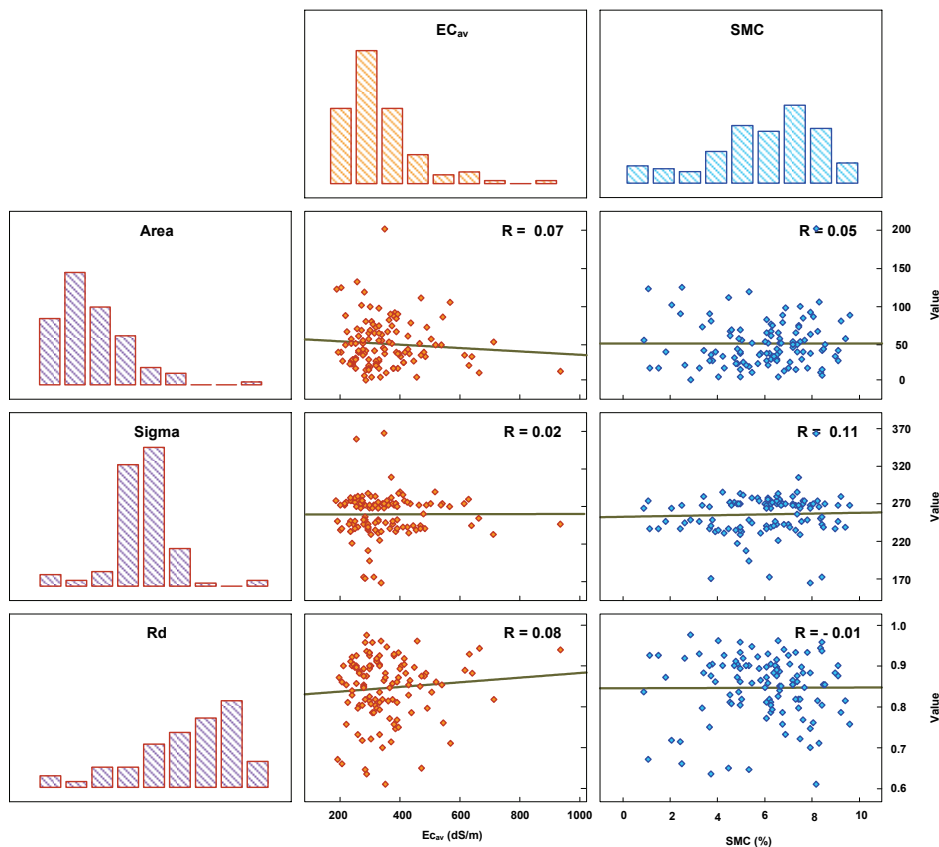 ECav
SMC
Area
R = 0.07
R = 0.05
200
150
100
50
0
Value
Sigma
R = 0.02
R = 0.11
370
320
270
220
170
Value
Rd
R = 0.08
R = - 0.01
1.0
0.9
0.8
0.7
0.6
Value
200 400 600 800 1000
0 2 4 6 8 10
Ecav (dS/m)
SMC (%)